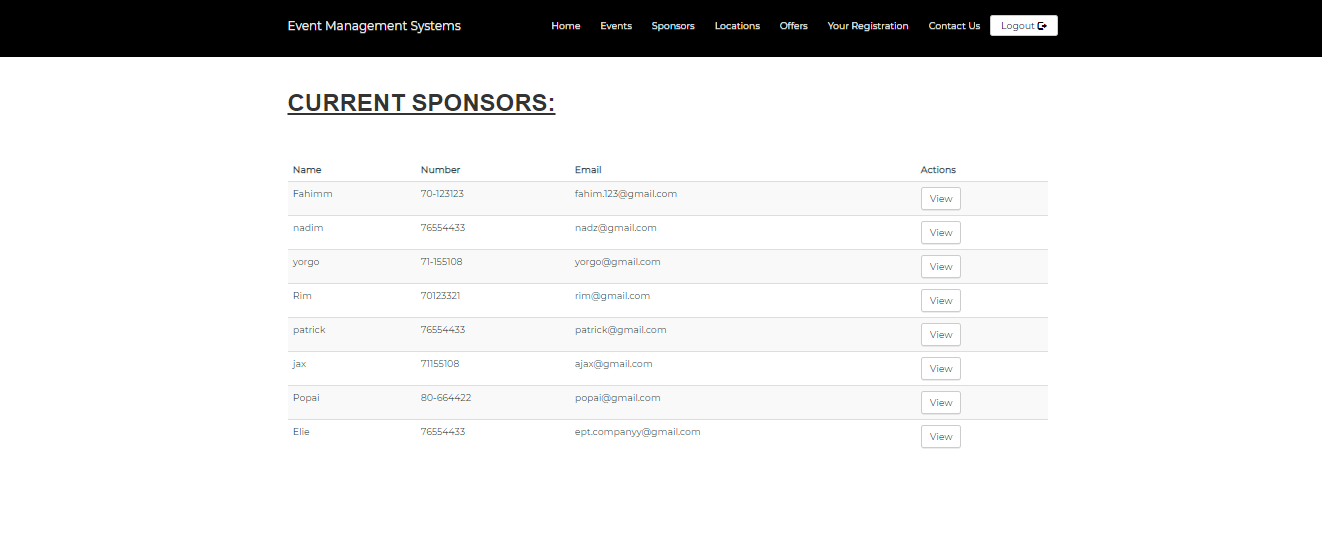 Event Management Systems Home Events Sponsors Locations Offers Your Registration Contact Us Logout
CURRENT SPONSORS:
Name Number Email Actions
Fahimm 70-123123 fahim.123@gmail.com View
nadim 76554433 nadz@gmail.com View
yorgo 71-155108 yorgo@gmail.com View
Rim 70123321 rim@gmail.com View
patrick 76554433 patrick@gmail.com View
jax 71155108 ajax@gmail.com View
Popai 80-664422 popai@gmail.com View
Elie 76554433 ept.companyy@gmail.com View